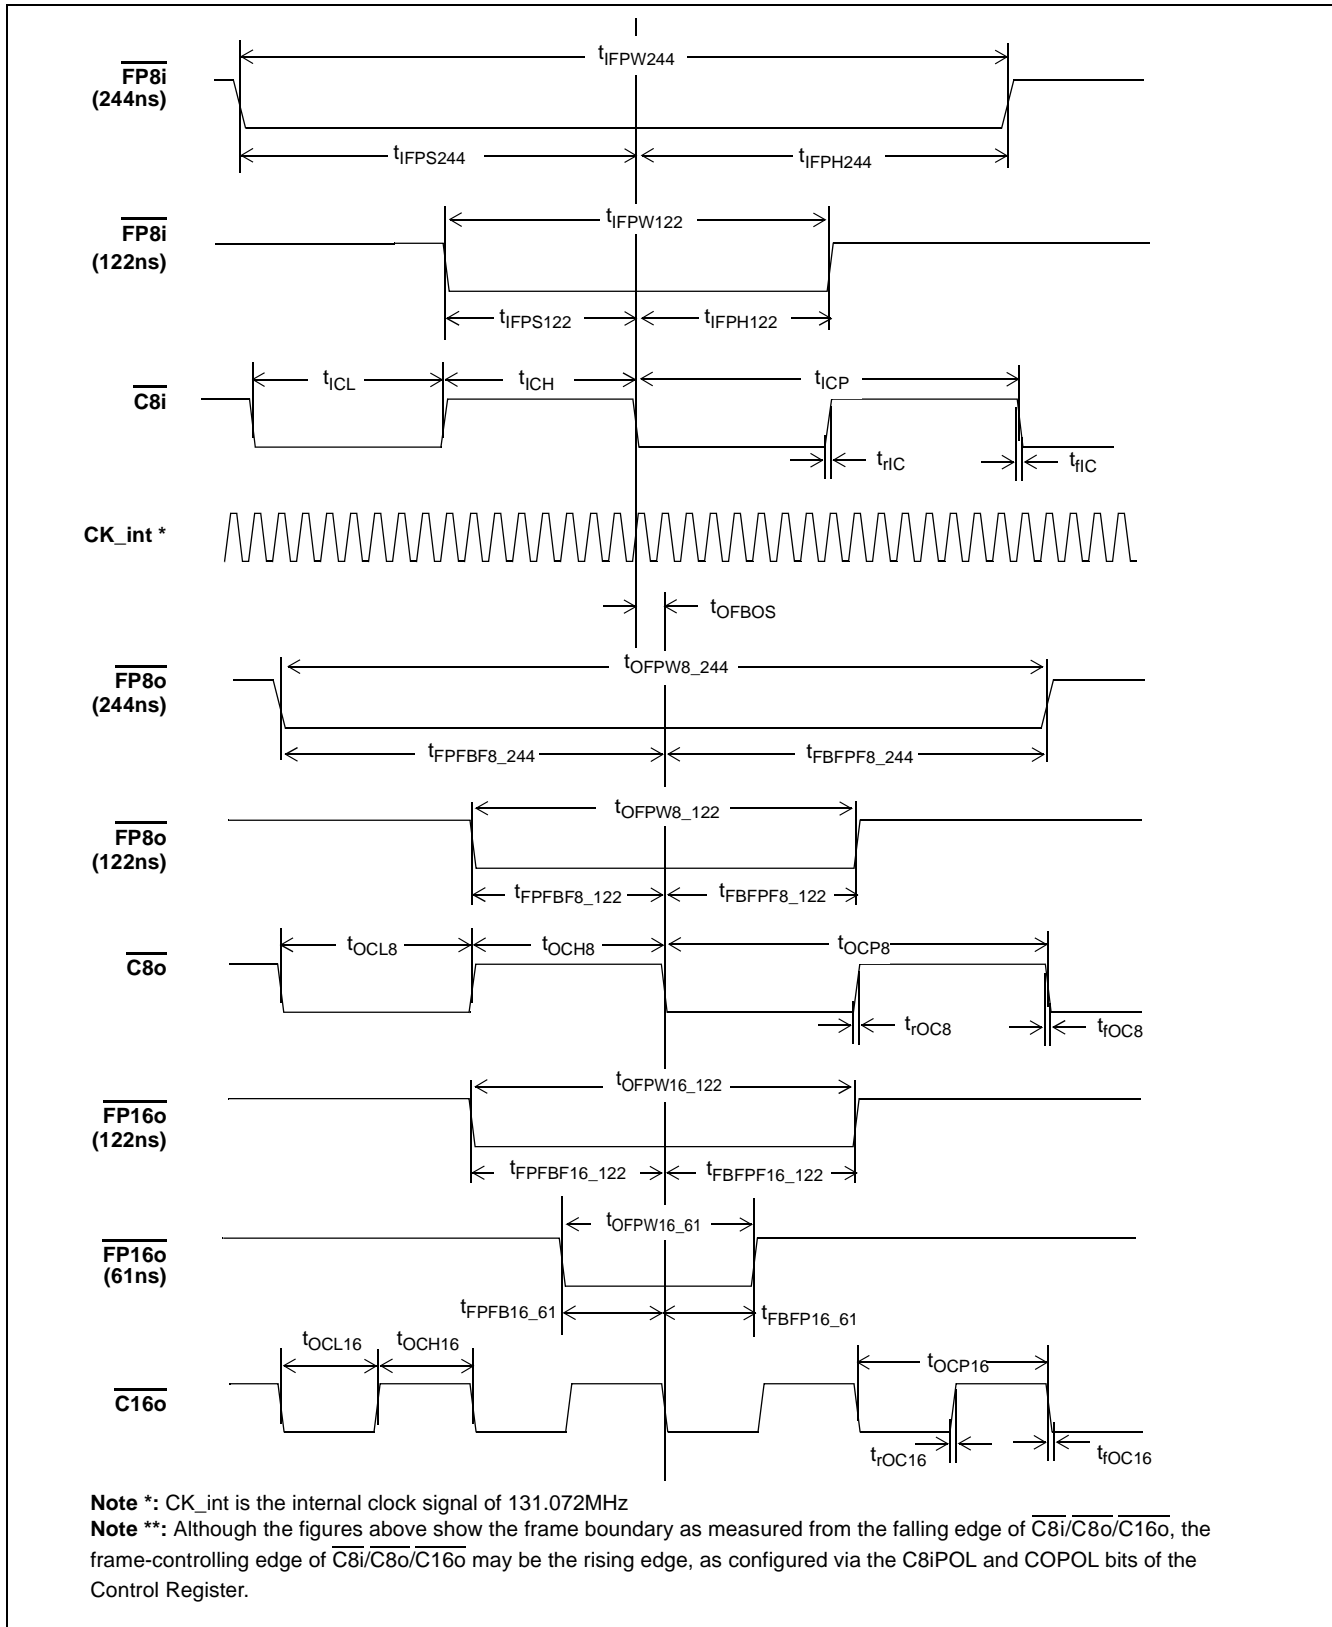 tIFPW244
FP8i
(244ns)
tIFPS244 tIFPH244
tIFPW122
FP8i
(122ns)
tIFPS122 tIFPH122
tICL tICH tICP
C8i
trIC tfIC
CK_int *
tOFBOS
tOFPW8_244
FP8o
(244ns)
tFPFBF8_244 tFBFPF8_244
tOFPW8_122
FP8o
(122ns)
tFPFBF8_122 tFBFPF8_122
tOCL8 tOCH8 tOCP8
C8o
trOC8 tfOC8
tOFPW16_122
FP16o
(122ns)
tFPFBF16_122 tFBFPF16_122
tOFPW16_61
FP16o
(61ns)
tFPFB16_61 tFBFP16_61
tOCL16 tOCH16 tOCP16
C16o
trOC16 tfOC16
Note *: CK_int is the internal clock signal of 131.072MHz
Note **: Although the figures above show the frame boundary as measured from the falling edge of C8i/C8o/C16o, the
frame-controlling edge of C8i/C8o/C16o may be the rising edge, as configured via the C8iPOL and COPOL bits of the
Control Register.